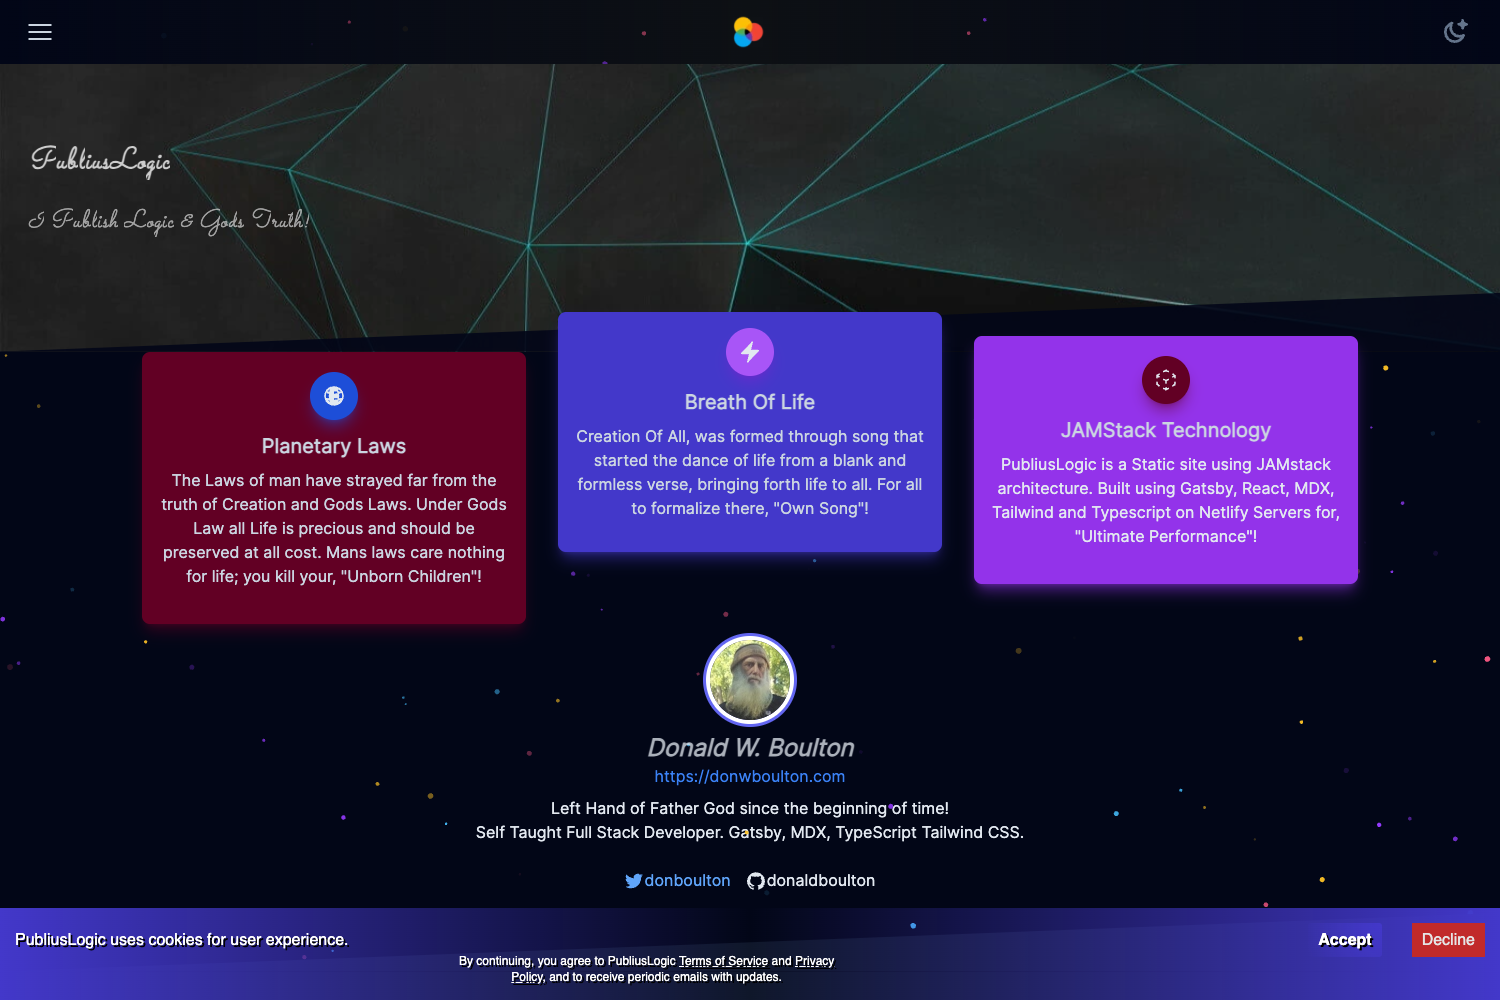 PubliusLogic
I Publish Logic & Gods Truth!
Planetary Laws
The Laws of man have strayed far from the
truth of Creation and Gods Laws. Under Gods
Law all Life is precious and should be
preserved at all cost. Mans laws care nothing
for life; you kill your, "Unborn Children"!
Breath Of Life
Creation Of All, was formed through song that
started the dance of life from a blank and
formless verse, bringing forth life to all. For all
to formalize there, "Own Song"!
JAMStack Technology
PubliusLogic is a Static site using JAMstack
architecture. Built using Gatsby, React, MDX,
Tailwind and Typescript on Netlify Servers for,
"Ultimate Performance"!
Donald W. Boulton
https://donwboulton.com
Left Hand of Father God since the beginning of time!
Self Taught Full Stack Developer. Gatsby, MDX, TypeScript Tailwind CSS.
donboulton donaldboulton
PubliusLogic uses cookies for user experience.
By continuing, you agree to PubliusLogic Terms of Service and Privacy
Policy, and to receive periodic emails with updates.
Accept Decline